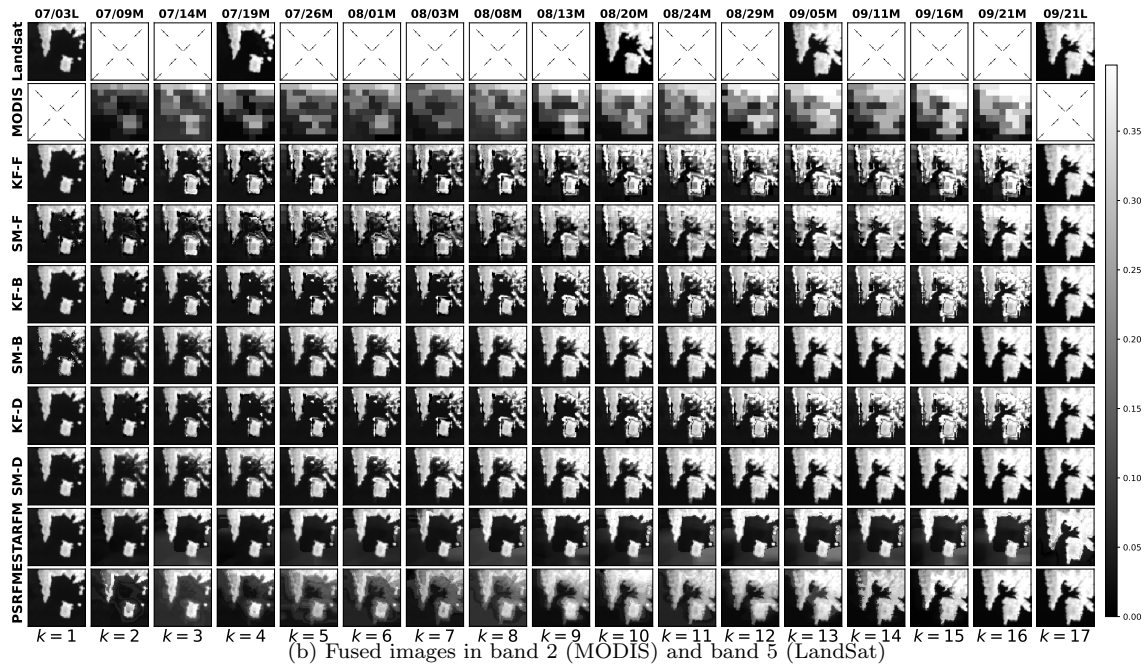 07/03L 07/09M 07/14M 07/19M 07/26M 08/01M 08/03M 08/08M 08/13M 08/20M 08/24M 08/29M 09/05M 09/11M 09/16M 09/21M 09/21L
Landsat
MODIS
KF-F
SM-F
KF-B
SM-B
KF-D
SM-D
ESTARFM
PSRFM
0.35
0.30
0.25
0.20
0.15
0.10
0.05
0.00
k = 1 k = 2 k = 3 k = 4 k = 5 k = 6 k = 7 k = 8 k = 9 k = 10 k = 11 k = 12 k = 13 k = 14 k = 15 k = 16 k = 17
(b) Fused images in band 2 (MODIS) and band 5 (LandSat)